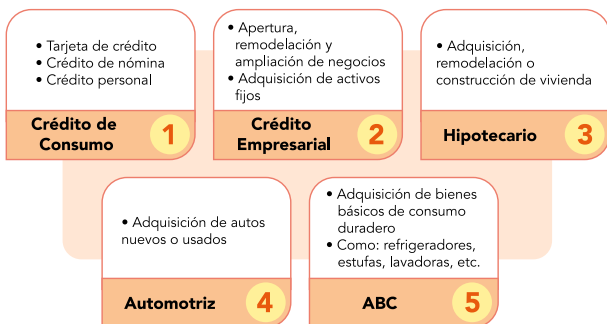 • Tarjeta de crédito
• Crédito de nómina
• Crédito personal
Crédito de
Consumo
1
• Apertura,
remodelación y
ampliación de negocios
• Adquisición de activos
fijos
Crédito
Empresarial
2
• Adquisición,
remodelación o
construcción de vivienda
Hipotecario
3
• Adquisición de autos
nuevos o usados
Automotriz
4
• Adquisición de bienes
básicos de consumo
duradero
• Como: refrigeradores,
estufas, lavadoras, etc.
ABC
5